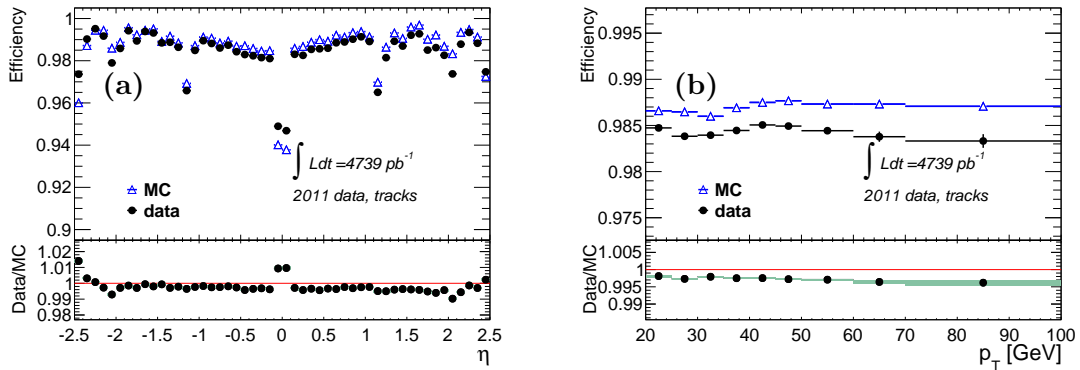 Efficiency
1
0.98
0.96
0.94
0.92
0.9
(a)
∫ Ldt =4739 pb⁻¹
MC
data
2011 data, tracks
Data/MC
1.02
1.01
1
0.99
0.98
-2.5 -2 -1.5 -1 -0.5 0 0.5 1 1.5 2 2.5
η
Efficiency
0.995
0.99
0.985
0.98
0.975
(b)
∫ Ldt =4739 pb⁻¹
MC
data
2011 data, tracks
Data/MC
1.005
1
0.995
0.99
20 30 40 50 60 70 80 90 100
p_T [GeV]